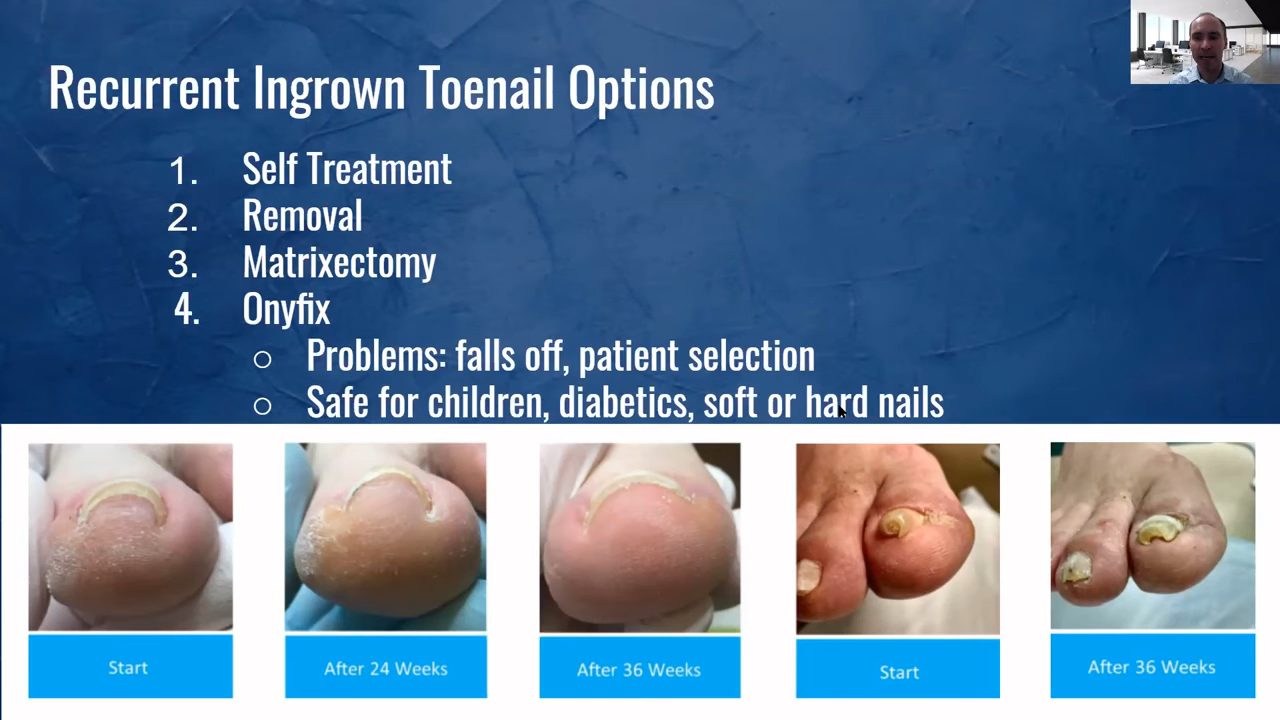 Recurrent Ingrown Toenail Options
1. Self Treatment
2. Removal
3. Matrixectomy
4. Onyfix
○ Problems: falls off, patient selection
○ Safe for children, diabetics, soft or hard nails
Start
After 24 Weeks
After 36 Weeks
Start
After 36 Weeks